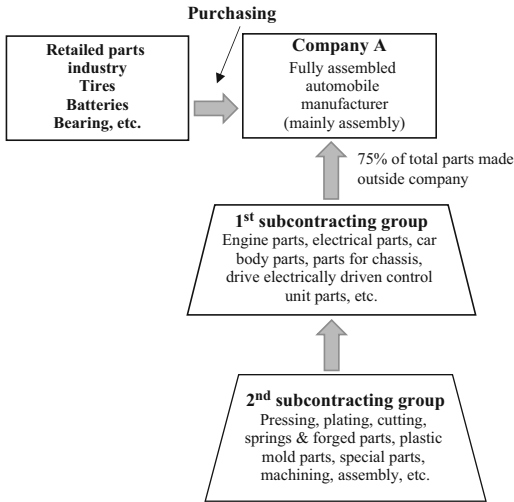 Purchasing
Retailed parts
industry
Tires
Batteries
Bearing, etc.
Company A
Fully assembled
automobile
manufacturer
(mainly assembly)
75% of total parts made
outside company
1st subcontracting group
Engine parts, electrical parts, car
body parts, parts for chassis,
drive electrically driven control
unit parts, etc.
2nd subcontracting group
Pressing, plating, cutting,
springs & forged parts, plastic
mold parts, special parts,
machining, assembly, etc.